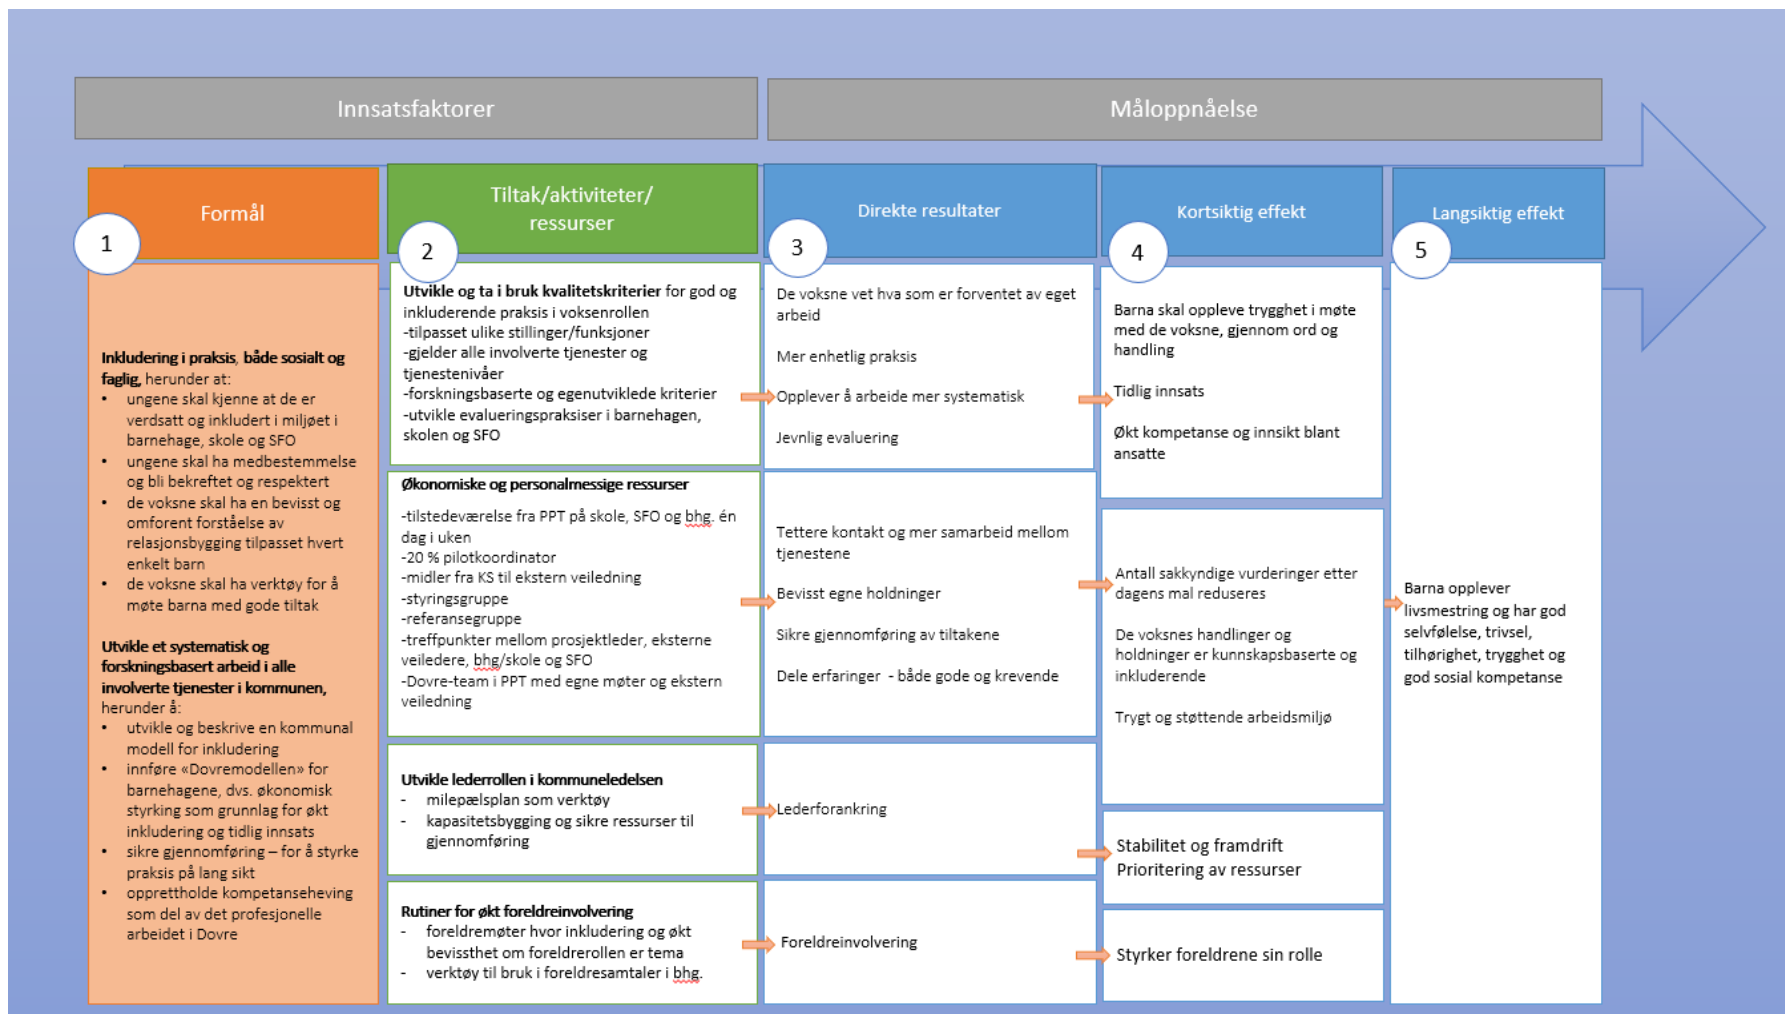 Innsatsfaktorer
Måloppnåelse
Formål
1
Inkludering i praksis, både sosialt og
faglig, herunder at:
• ungene skal kjenne at de er
verdsatt og inkludert i miljøet i
barnehage, skole og SFO
• ungene skal ha medbestemmelse
og bli bekreftet og respektert
• de voksne skal ha en bevisst og
omforent forståelse av
relasjonsbygging tilpasset hvert
enkelt barn
• de voksne skal ha verktøy for å
møte barna med gode tiltak
Utvikle et systematisk og
forskningsbasert arbeid i alle
involverte tjenester i kommunen,
herunder å:
• utvikle og beskrive en kommunal
modell for inkludering
• innføre «Dovremodellen» for
barnehagene, dvs. økonomisk
styrking som grunnlag for økt
inkludering og tidlig innsats
• sikre gjennomføring – for å styrke
praksis på lang sikt
• opprettholde kompetanseheving
som del av det profesjonelle
arbeidet i Dovre
Tiltak/aktiviteter/
ressurser
2
Utvikle og ta i bruk kvalitetskriterier for god og
inkluderende praksis i voksenrollen
-tilpasset ulike stillinger/funksjoner
-gjelder alle involverte tjenester og
tjenestenivåer
-forskningsbaserte og egenutviklede kriterier
-utvikle evalueringspraksiser i barnehagen,
skolen og SFO
Økonomiske og personalmessige ressurser
-tilstedeværelse fra PPT på skole, SFO og bhg. én
dag i uken
-20 % pilotkoordinator
-midler fra KS til ekstern veiledning
-styringsgruppe
-referansegruppe
-treffpunkter mellom prosjektleder, eksterne
veiledere, bhg/skole og SFO
-Dovre-team i PPT med egne møter og ekstern
veiledning
Utvikle lederrollen i kommuneledelsen
- milepælsplan som verktøy
- kapasitetsbygging og sikre ressurser til
gjennomføring
Rutiner for økt foreldreinvolvering
- foreldremøter hvor inkludering og økt
bevissthet om foreldrerollen er tema
- verktøy til bruk i foreldresamtaler i bhg.
Direkte resultater
3
De voksne vet hva som er forventet av eget
arbeid
Mer enhetlig praksis
Opplever å arbeide mer systematisk
Jevnlig evaluering
Tettere kontakt og mer samarbeid mellom
tjenestene
Bevisst egne holdninger
Sikre gjennomføring av tiltakene
Dele erfaringer - både gode og krevende
Lederforankring
Foreldreinvolvering
Kortsiktig effekt
4
Barna skal oppleve trygghet i møte
med de voksne, gjennom ord og
handling
Tidlig innsats
Økt kompetanse og innsikt blant
ansatte
Antall sakkyndige vurderinger etter
dagens mal reduseres
De voksnes handlinger og
holdninger er kunnskapsbaserte og
inkluderende
Trygt og støttende arbeidsmiljø
Stabilitet og framdrift
Prioritering av ressurser
Styrker foreldrene sin rolle
Langsiktig effekt
5
Barna opplever
livsmestring og har god
selvfølelse, trivsel,
tilhørighet, trygghet og
god sosial kompetanse